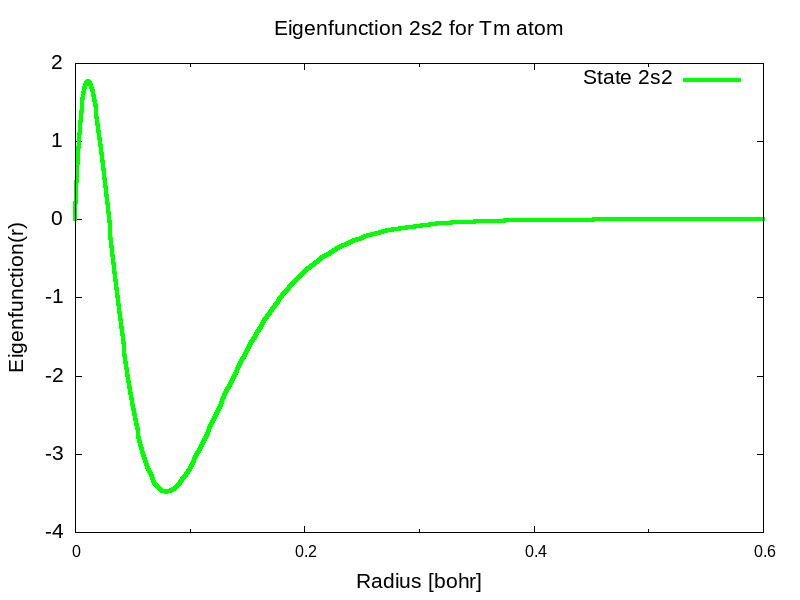 Eigenfunction 2s2 for Tm atom
State 2s2
2
1
0
-1
-2
-3
-4
Eigenfunction(r)
0 0.2 0.4 0.6
Radius [bohr]